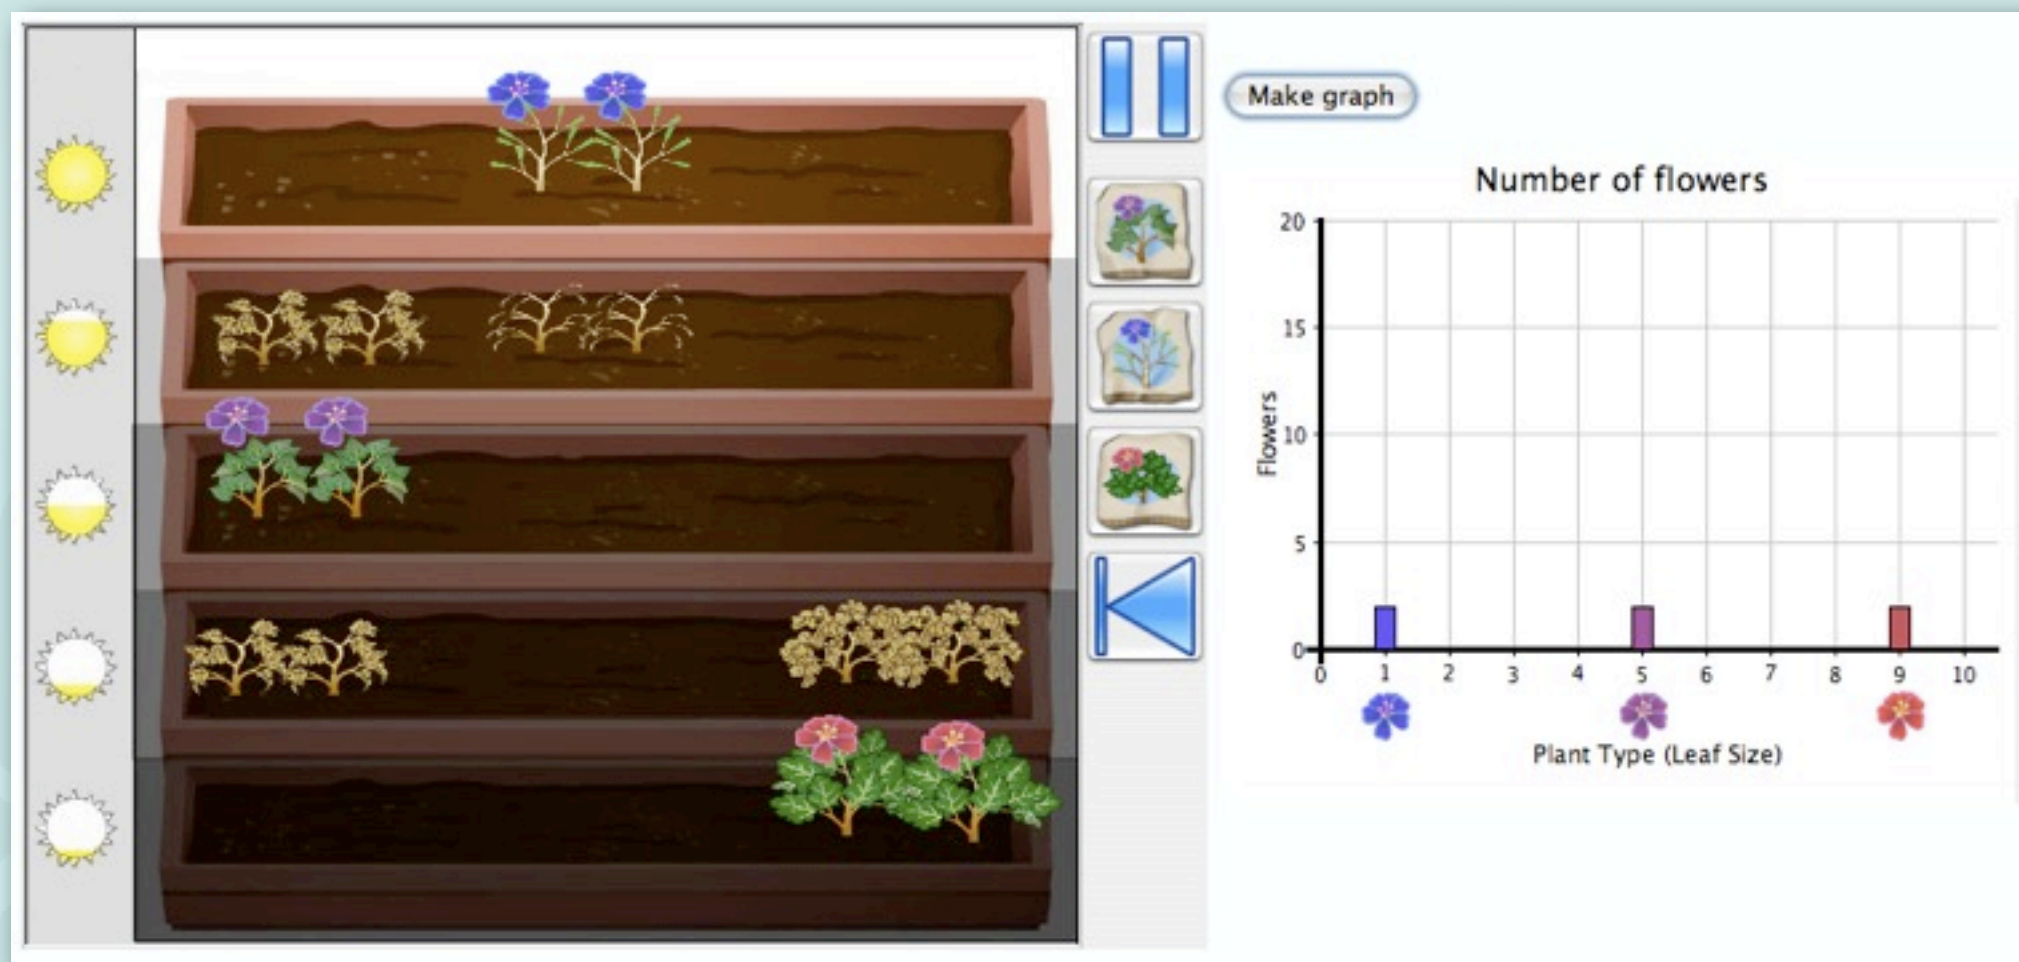 Make graph
Number of flowers
20
15
10
5
0
Flowers
0 1 2 3 4 5 6 7 8 9 10
Plant Type (Leaf Size)